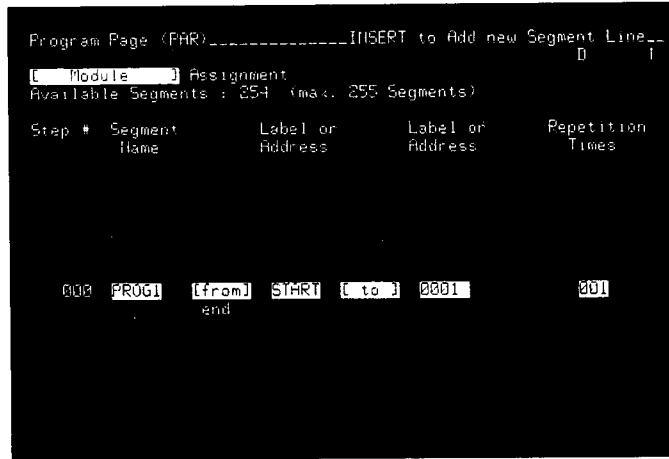 Program Page (PAR)______________INSERT to Add new Segment Line__
D I
[ Module ] Assignment
Available Segments : 254 (max. 255 Segments)
Step # Segment Label or Label or Repetition
Name Address Address Times
000 PROG1 [from] START [ to ] 0001 001
end